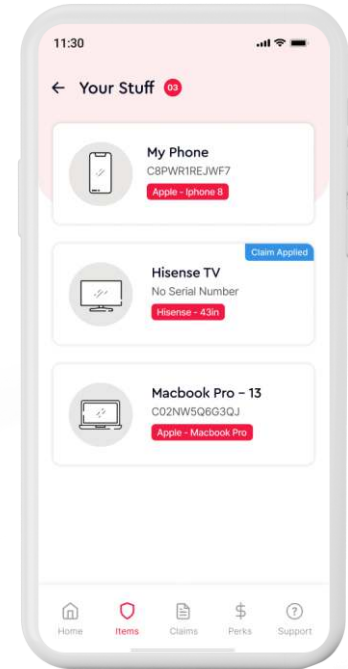 11:30
← Your Stuff 03
My Phone
C8PWR1REJWF7
Apple - Iphone 8
Claim Applied
Hisense TV
No Serial Number
Hisense - 43in
Macbook Pro – 13
C02NW5Q6G3QJ
Apple - Macbook Pro
Home Items Claims Perks Support